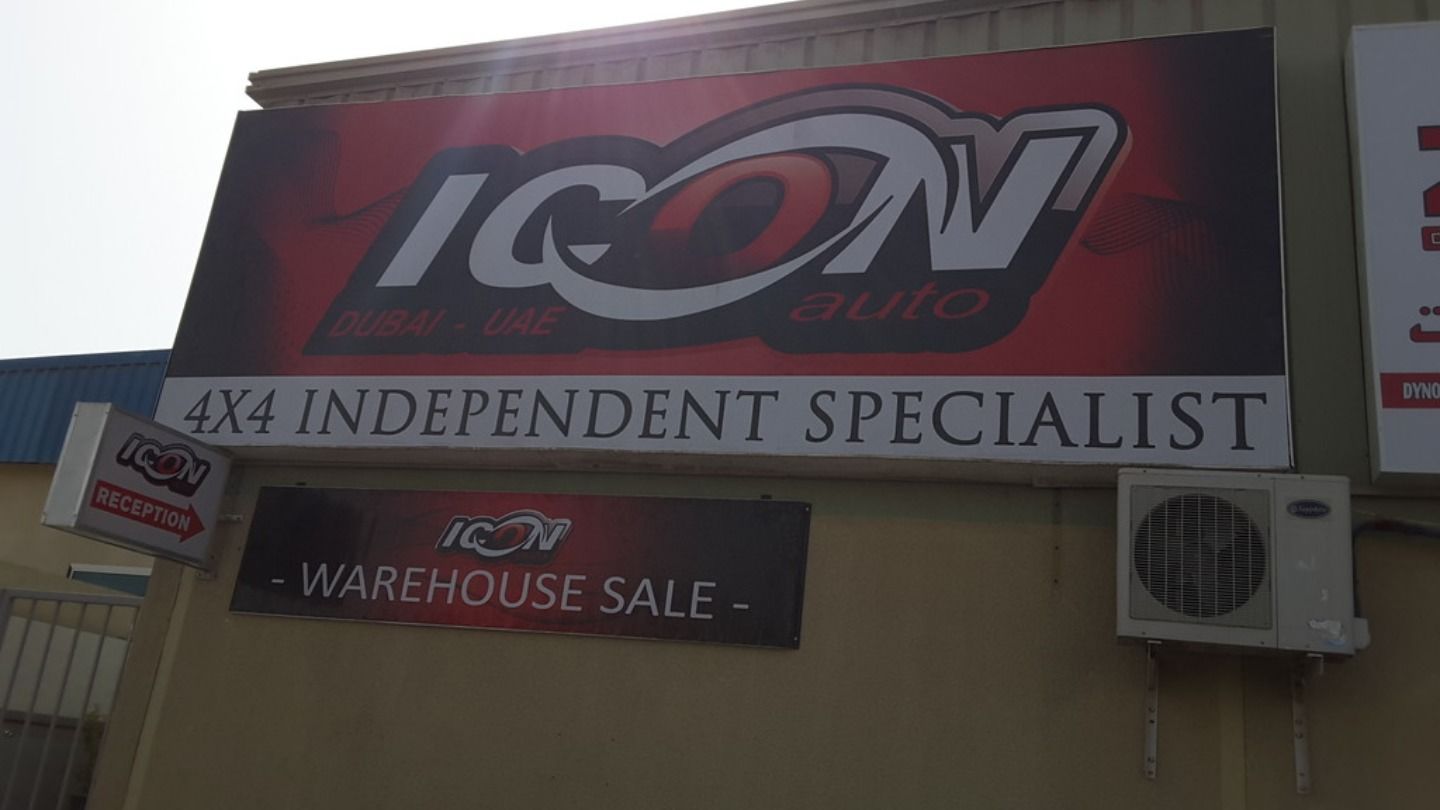 ICON
DUBAI - UAE
auto
4X4 INDEPENDENT SPECIALIST
ICON
RECEPTION
ICON
- WAREHOUSE SALE -
DYNO